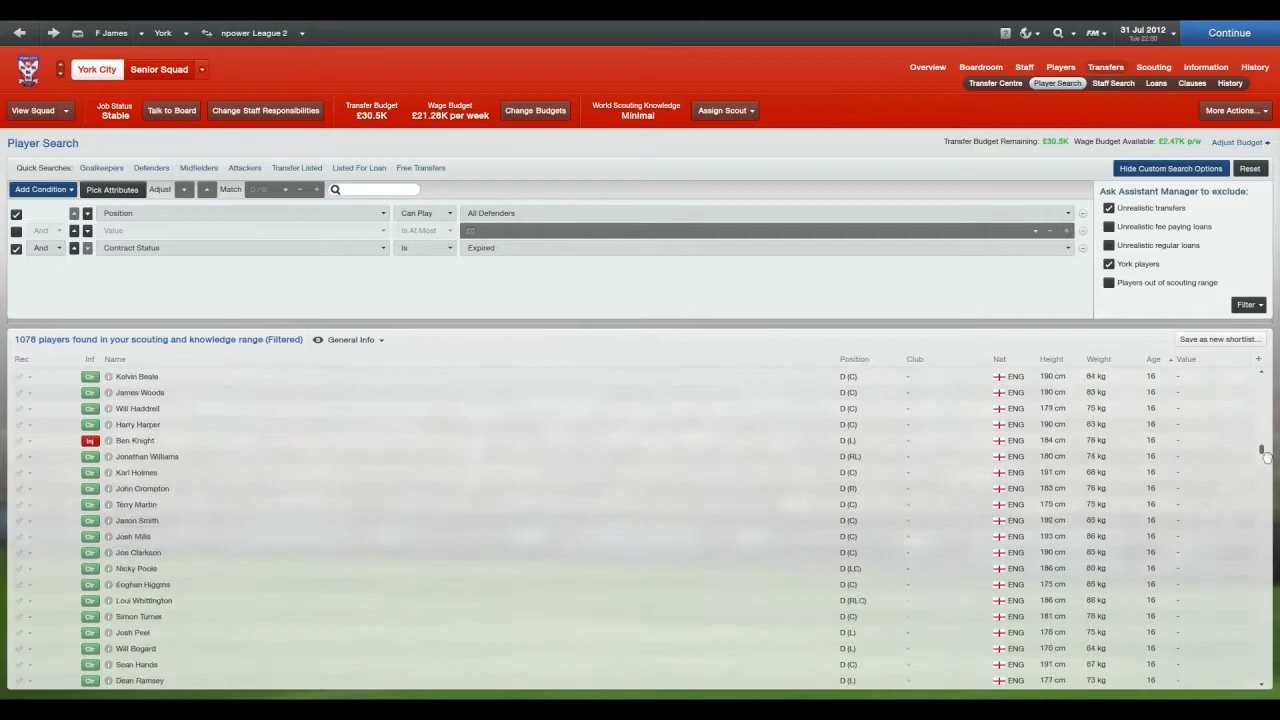 F James York npower League 2 FM 31 Jul 2012 Tue 22:00 Continue
York City Senior Squad Overview Boardroom Staff Players Transfers Scouting Information History
Transfer Centre Player Search Staff Search Loans Clauses History
View Squad Job Status Stable Talk to Board Change Staff Responsibilities Transfer Budget £30.5K Wage Budget £21.28K per week Change Budgets World Scouting Knowledge Minimal Assign Scout More Actions...
Player Search Transfer Budget Remaining: £30.5K Wage Budget Available: £2.47K p/w Adjust Budget
Quick Searches: Goalkeepers Defenders Midfielders Attackers Transfer Listed Listed For Loan Free Transfers Hide Custom Search Options Reset
Add Condition Pick Attributes Adjust Match 0 / 0 Ask Assistant Manager to exclude:
Position Can Play All Defenders Unrealistic transfers
And Value Is At Most £0 Unrealistic fee paying loans
And Contract Status Is Expired Unrealistic regular loans
York players
Players out of scouting range
Filter
1078 players found in your scouting and knowledge range (Filtered) General Info Save as new shortlist...
Rec Inf Name Position Club Nat Height Weight Age Value +
- Ctr Kelvin Beale D (C) - ENG 190 cm 84 kg 16 -
- Ctr James Woods D (C) - ENG 190 cm 83 kg 16 -
- Ctr Will Haddrell D (C) - ENG 179 cm 75 kg 16 -
- Ctr Harry Harper D (C) - ENG 190 cm 83 kg 16 -
- Inj Ben Knight D (L) - ENG 184 cm 78 kg 16 -
- Ctr Jonathan Williams D (RL) - ENG 180 cm 74 kg 16 -
- Ctr Karl Holmes D (C) - ENG 191 cm 68 kg 16 -
- Ctr John Crompton D (R) - ENG 183 cm 76 kg 16 -
- Ctr Terry Martin D (C) - ENG 175 cm 75 kg 16 -
- Ctr Jason Smith D (C) - ENG 192 cm 85 kg 16 -
- Ctr Josh Mills D (C) - ENG 193 cm 86 kg 16 -
- Ctr Joe Clarkson D (C) - ENG 190 cm 83 kg 16 -
- Ctr Nicky Poole D (LC) - ENG 186 cm 80 kg 16 -
- Ctr Eoghan Higgins D (C) - ENG 175 cm 85 kg 16 -
- Ctr Loui Whittington D (RLC) - ENG 186 cm 88 kg 16 -
- Ctr Simon Turner D (C) - ENG 181 cm 78 kg 16 -
- Ctr Josh Peel D (L) - ENG 175 cm 75 kg 16 -
- Ctr Will Bogard D (L) - ENG 170 cm 64 kg 16 -
- Ctr Sean Hands D (C) - ENG 191 cm 87 kg 16 -
- Ctr Dean Ramsey D (L) - ENG 177 cm 73 kg 16 -